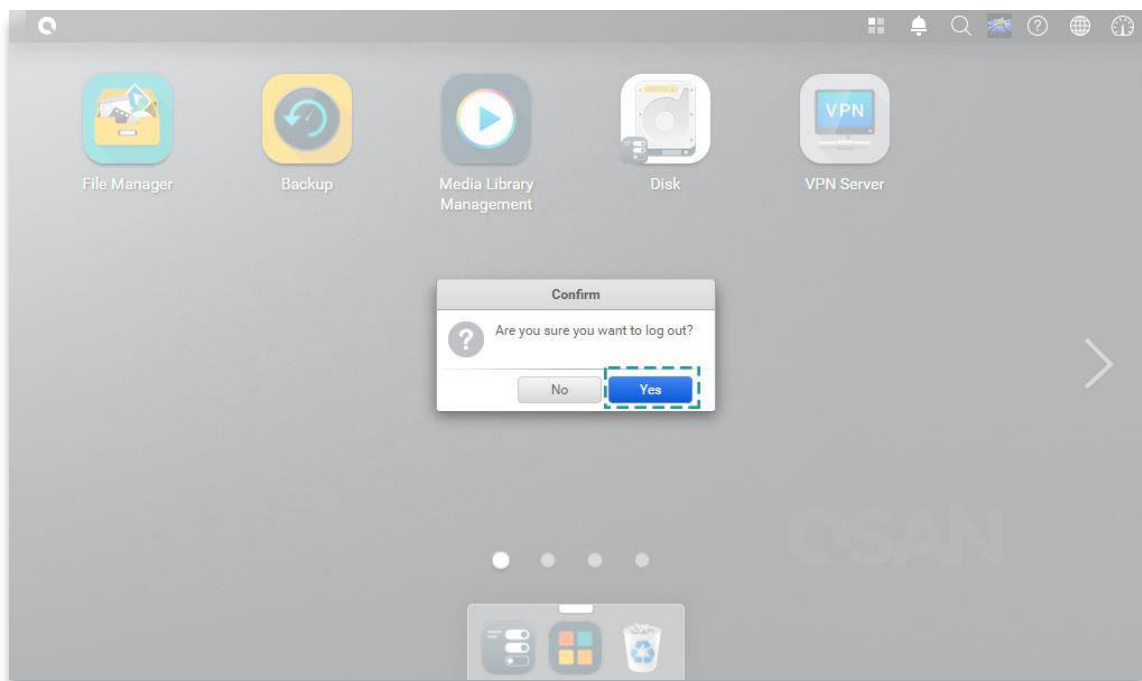 File Manager
Backup
Media Library
Management
Disk
VPN
VPN Server
Confirm
?
Are you sure you want to log out?
No
Yes
QSAN